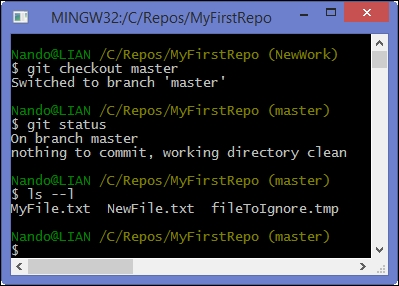 MINGW32:/C/Repos/MyFirstRepo
Nando@LIAN /C/Repos/MyFirstRepo (NewWork)
$ git checkout master
Switched to branch 'master'
Nando@LIAN /C/Repos/MyFirstRepo (master)
$ git status
On branch master
nothing to commit, working directory clean
Nando@LIAN /C/Repos/MyFirstRepo (master)
$ ls --l
MyFile.txt  NewFile.txt  fileToIgnore.tmp
Nando@LIAN /C/Repos/MyFirstRepo (master)
$